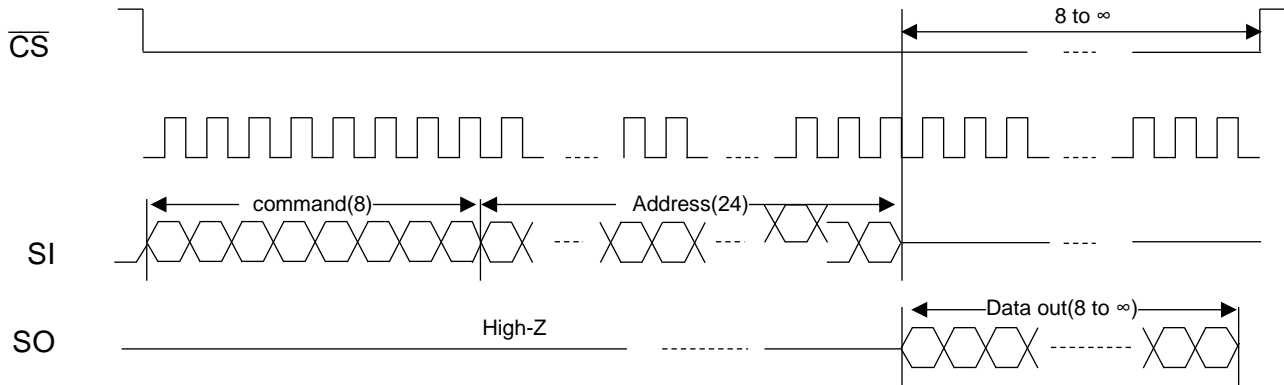 8 to ∞
CS
command(8)
Address(24)
SI
Data out(8 to ∞)
High-Z
SO